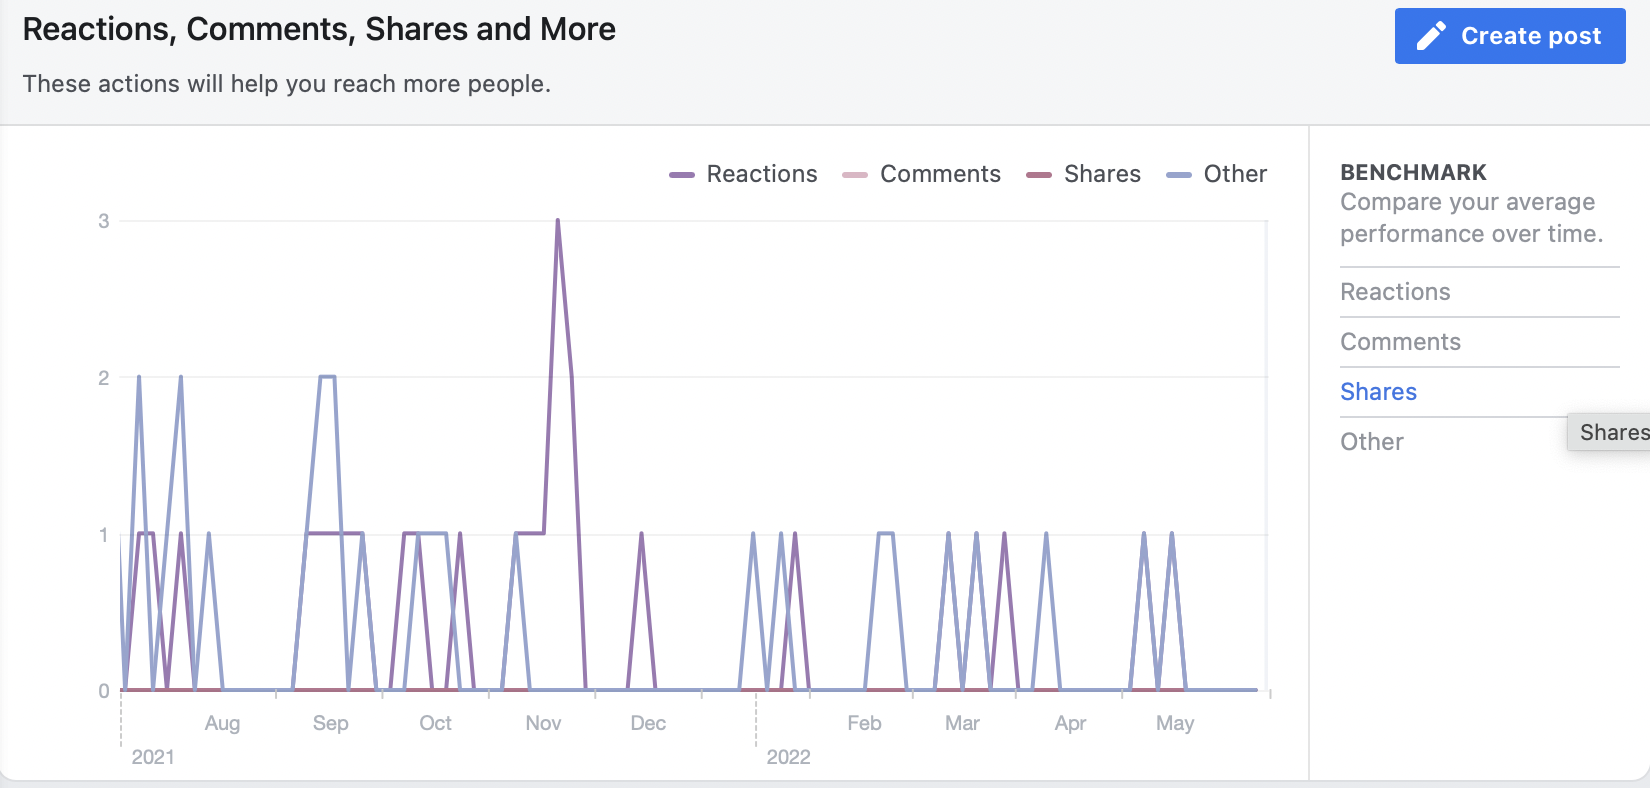 Reactions, Comments, Shares and More
Create post
These actions will help you reach more people.
Reactions Comments Shares Other
3
2
1
0
Aug Sep Oct Nov Dec Feb Mar Apr May
2021 2022
BENCHMARK
Compare your average
performance over time.
Reactions
Comments
Shares
Shares
Other